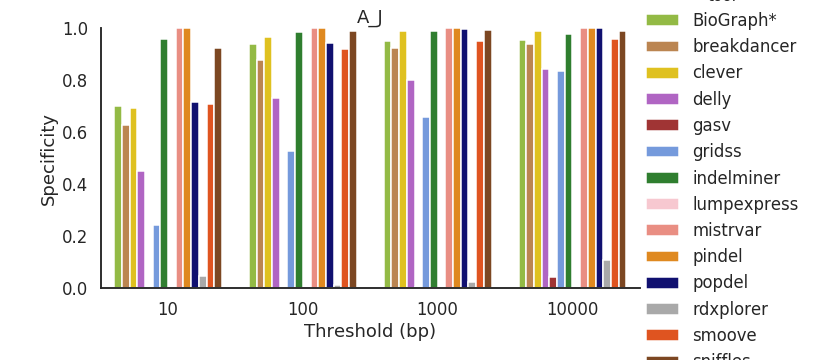 A_J
1.0
0.8
0.6
0.4
0.2
0.0
Specificity
10
100
1000
10000
Threshold (bp)
BioGraph*
breakdancer
clever
delly
gasv
gridss
indelminer
lumpexpress
mistrvar
pindel
popdel
rdxplorer
smoove
sniffles